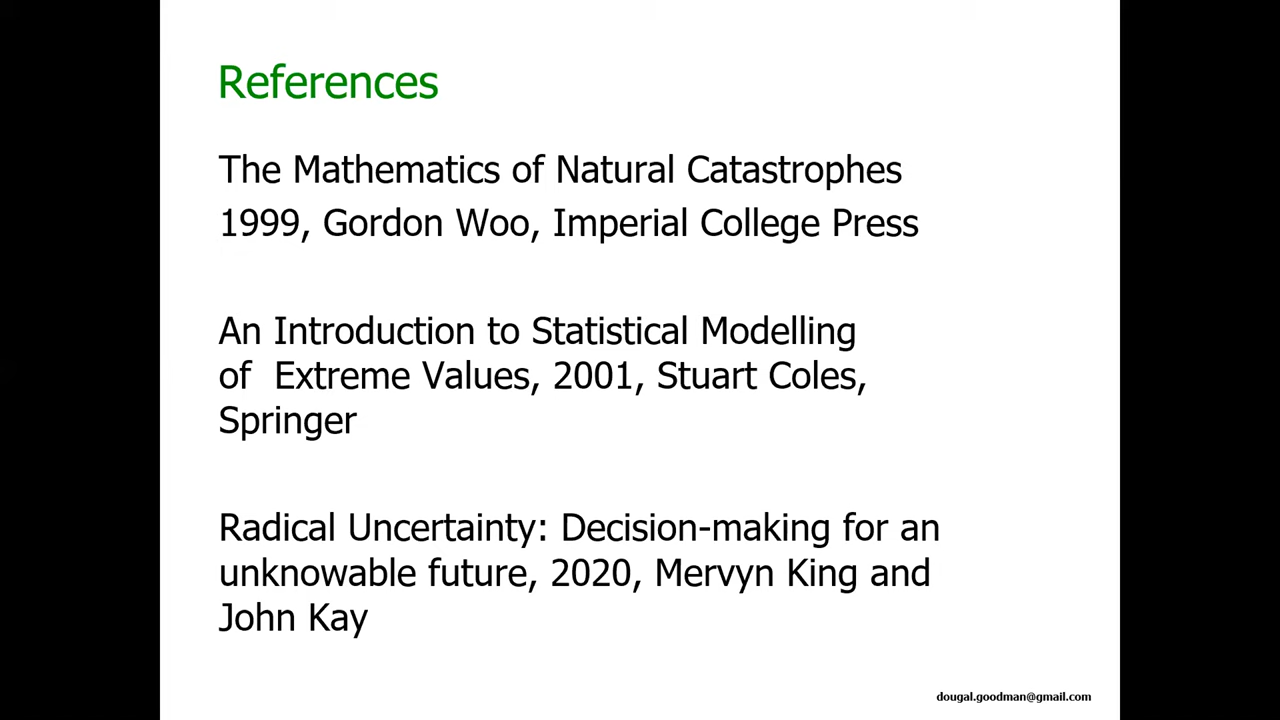 References
The Mathematics of Natural Catastrophes
1999, Gordon Woo, Imperial College Press
An Introduction to Statistical Modelling
of  Extreme Values, 2001, Stuart Coles,
Springer
Radical Uncertainty: Decision-making for an
unknowable future, 2020, Mervyn King and
John Kay
dougal.goodman@gmail.com